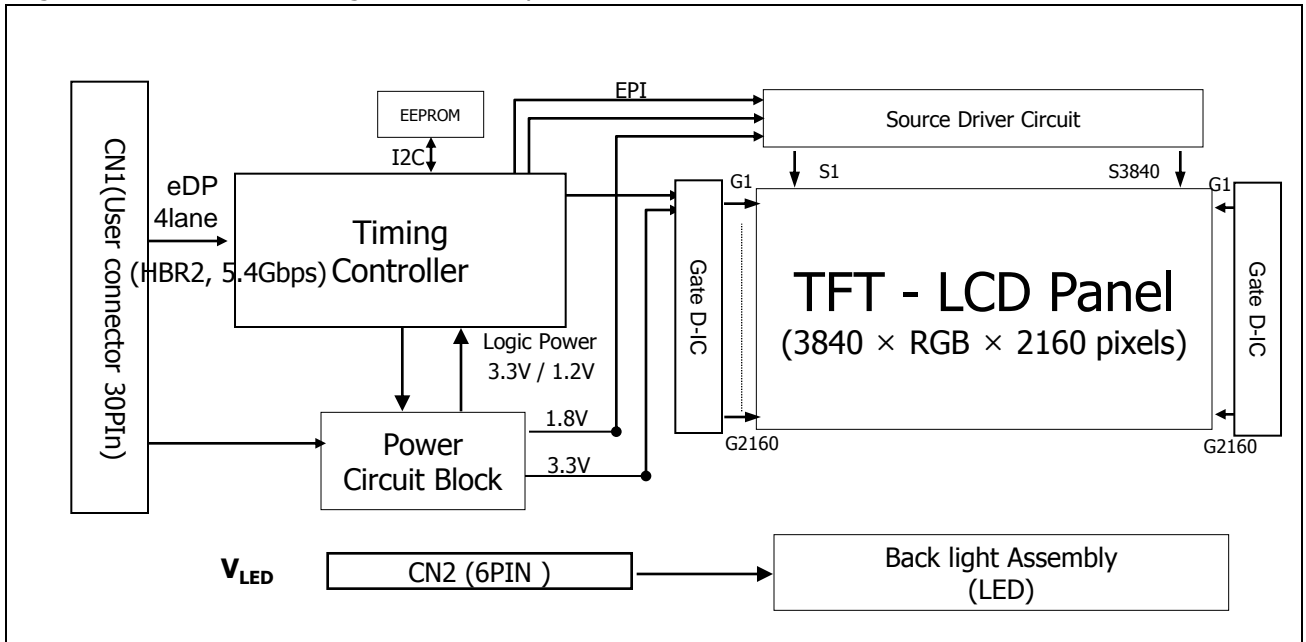 EPI
EEPROM
I2C
Source Driver Circuit
S1
S3840
CN1(User connector 30PIn)
eDP
4lane
(HBR2, 5.4Gbps)
Timing
Controller
G1
Gate D-IC
G2160
TFT - LCD Panel
(3840 × RGB × 2160 pixels)
G1
Gate D-IC
G2160
Logic Power
3.3V / 1.2V
Power
Circuit Block
1.8V
3.3V
VLED
CN2 (6PIN )
Back light Assembly
(LED)